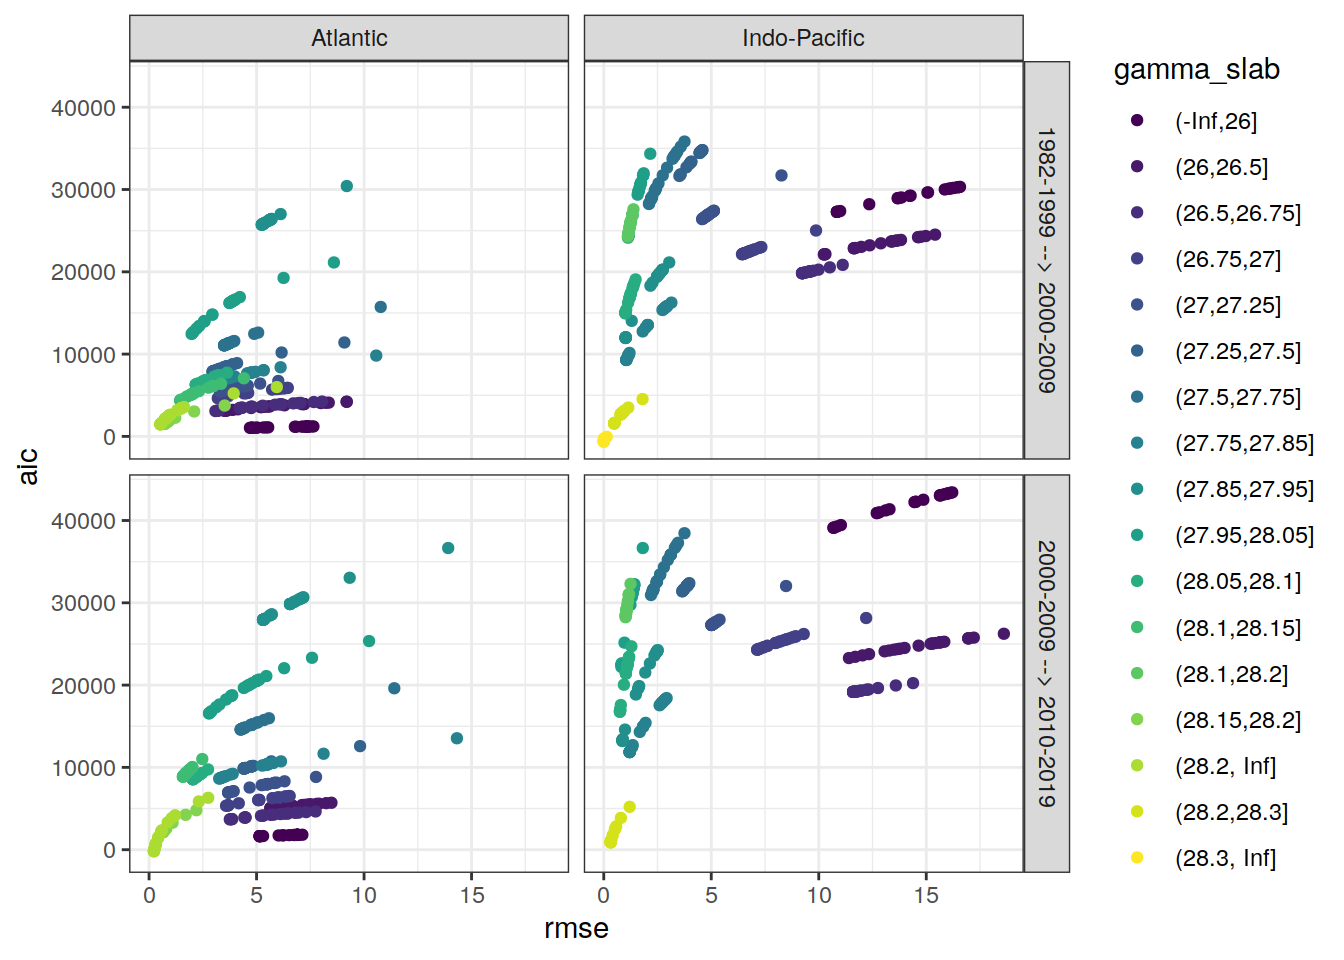 Atlantic
Indo-Pacific
gamma_slab
(-Inf,26]
(26,26.5]
(26.5,26.75]
(26.75,27]
(27,27.25]
(27.25,27.5]
(27.5,27.75]
(27.75,27.85]
(27.85,27.95]
(27.95,28.05]
(28.05,28.1]
(28.1,28.15]
(28.1,28.2]
(28.15,28.2]
(28.2, Inf]
(28.2,28.3]
(28.3, Inf]
1982-1999 --> 2000-2009
2000-2009 --> 2010-2019
aic
40000
30000
20000
10000
0
40000
30000
20000
10000
0
0 5 10 15
0 5 10 15
rmse